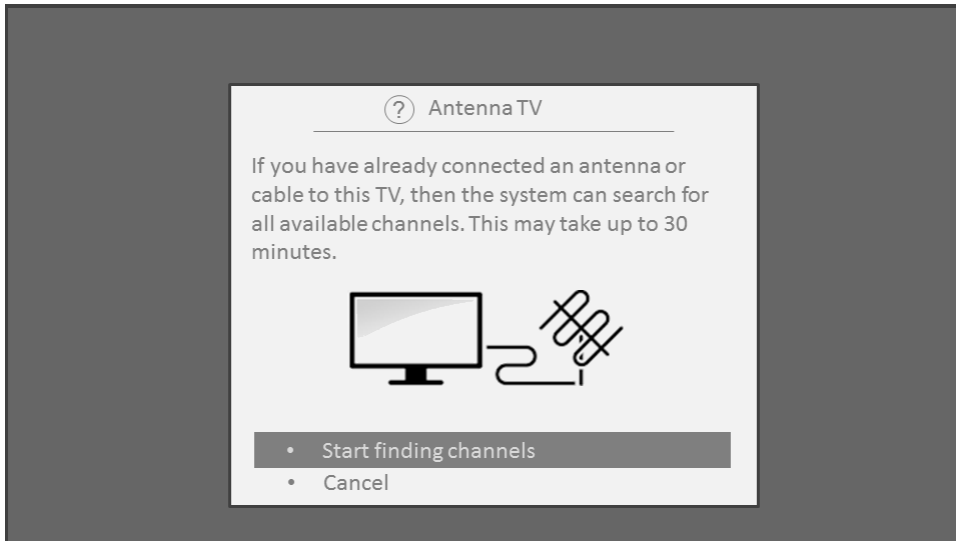 ? Antenna TV
If you have already connected an antenna or
cable to this TV, then the system can search for
all available channels. This may take up to 30
minutes.
• Start finding channels
• Cancel